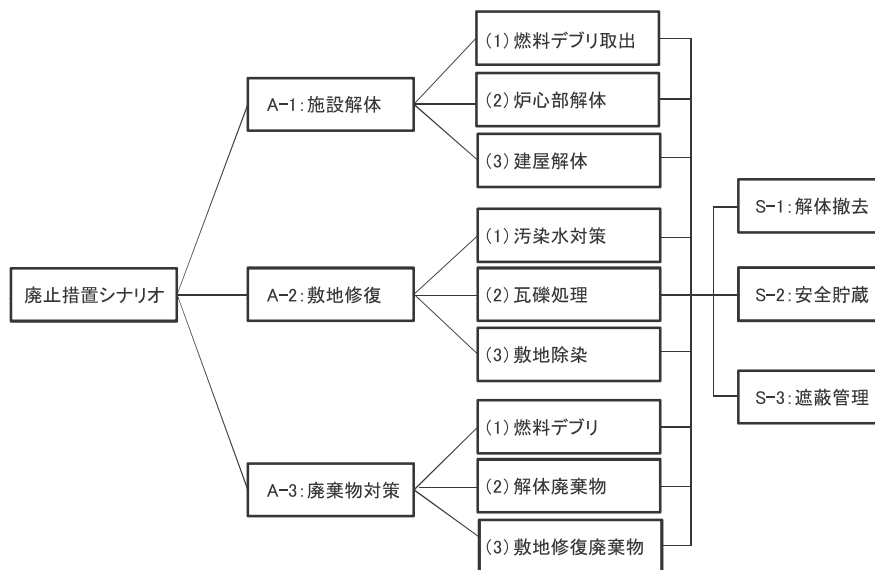 廃止措置シナリオ
A-1:施設解体
(1)燃料デブリ取出
(2)炉心部解体
(3)建屋解体
A-2:敷地修復
(1)汚染水対策
(2)瓦礫処理
(3)敷地除染
A-3:廃棄物対策
(1)燃料デブリ
(2)解体廃棄物
(3)敷地修復廃棄物
S-1:解体撤去
S-2:安全貯蔵
S-3:遮蔽管理